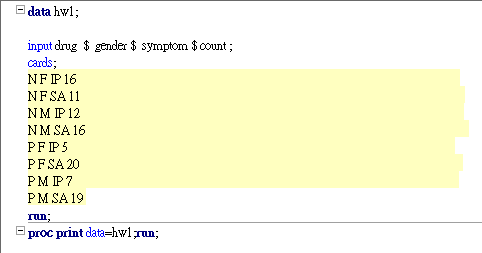 data hw1;
input drug $ gender $ symptom $ count ;
cards;
N F IP 16
N F SA 11
N M IP 12
N M SA 16
P F IP 5
P F SA 20
P M IP 7
P M SA 19
run;
proc print data=hw1;run;